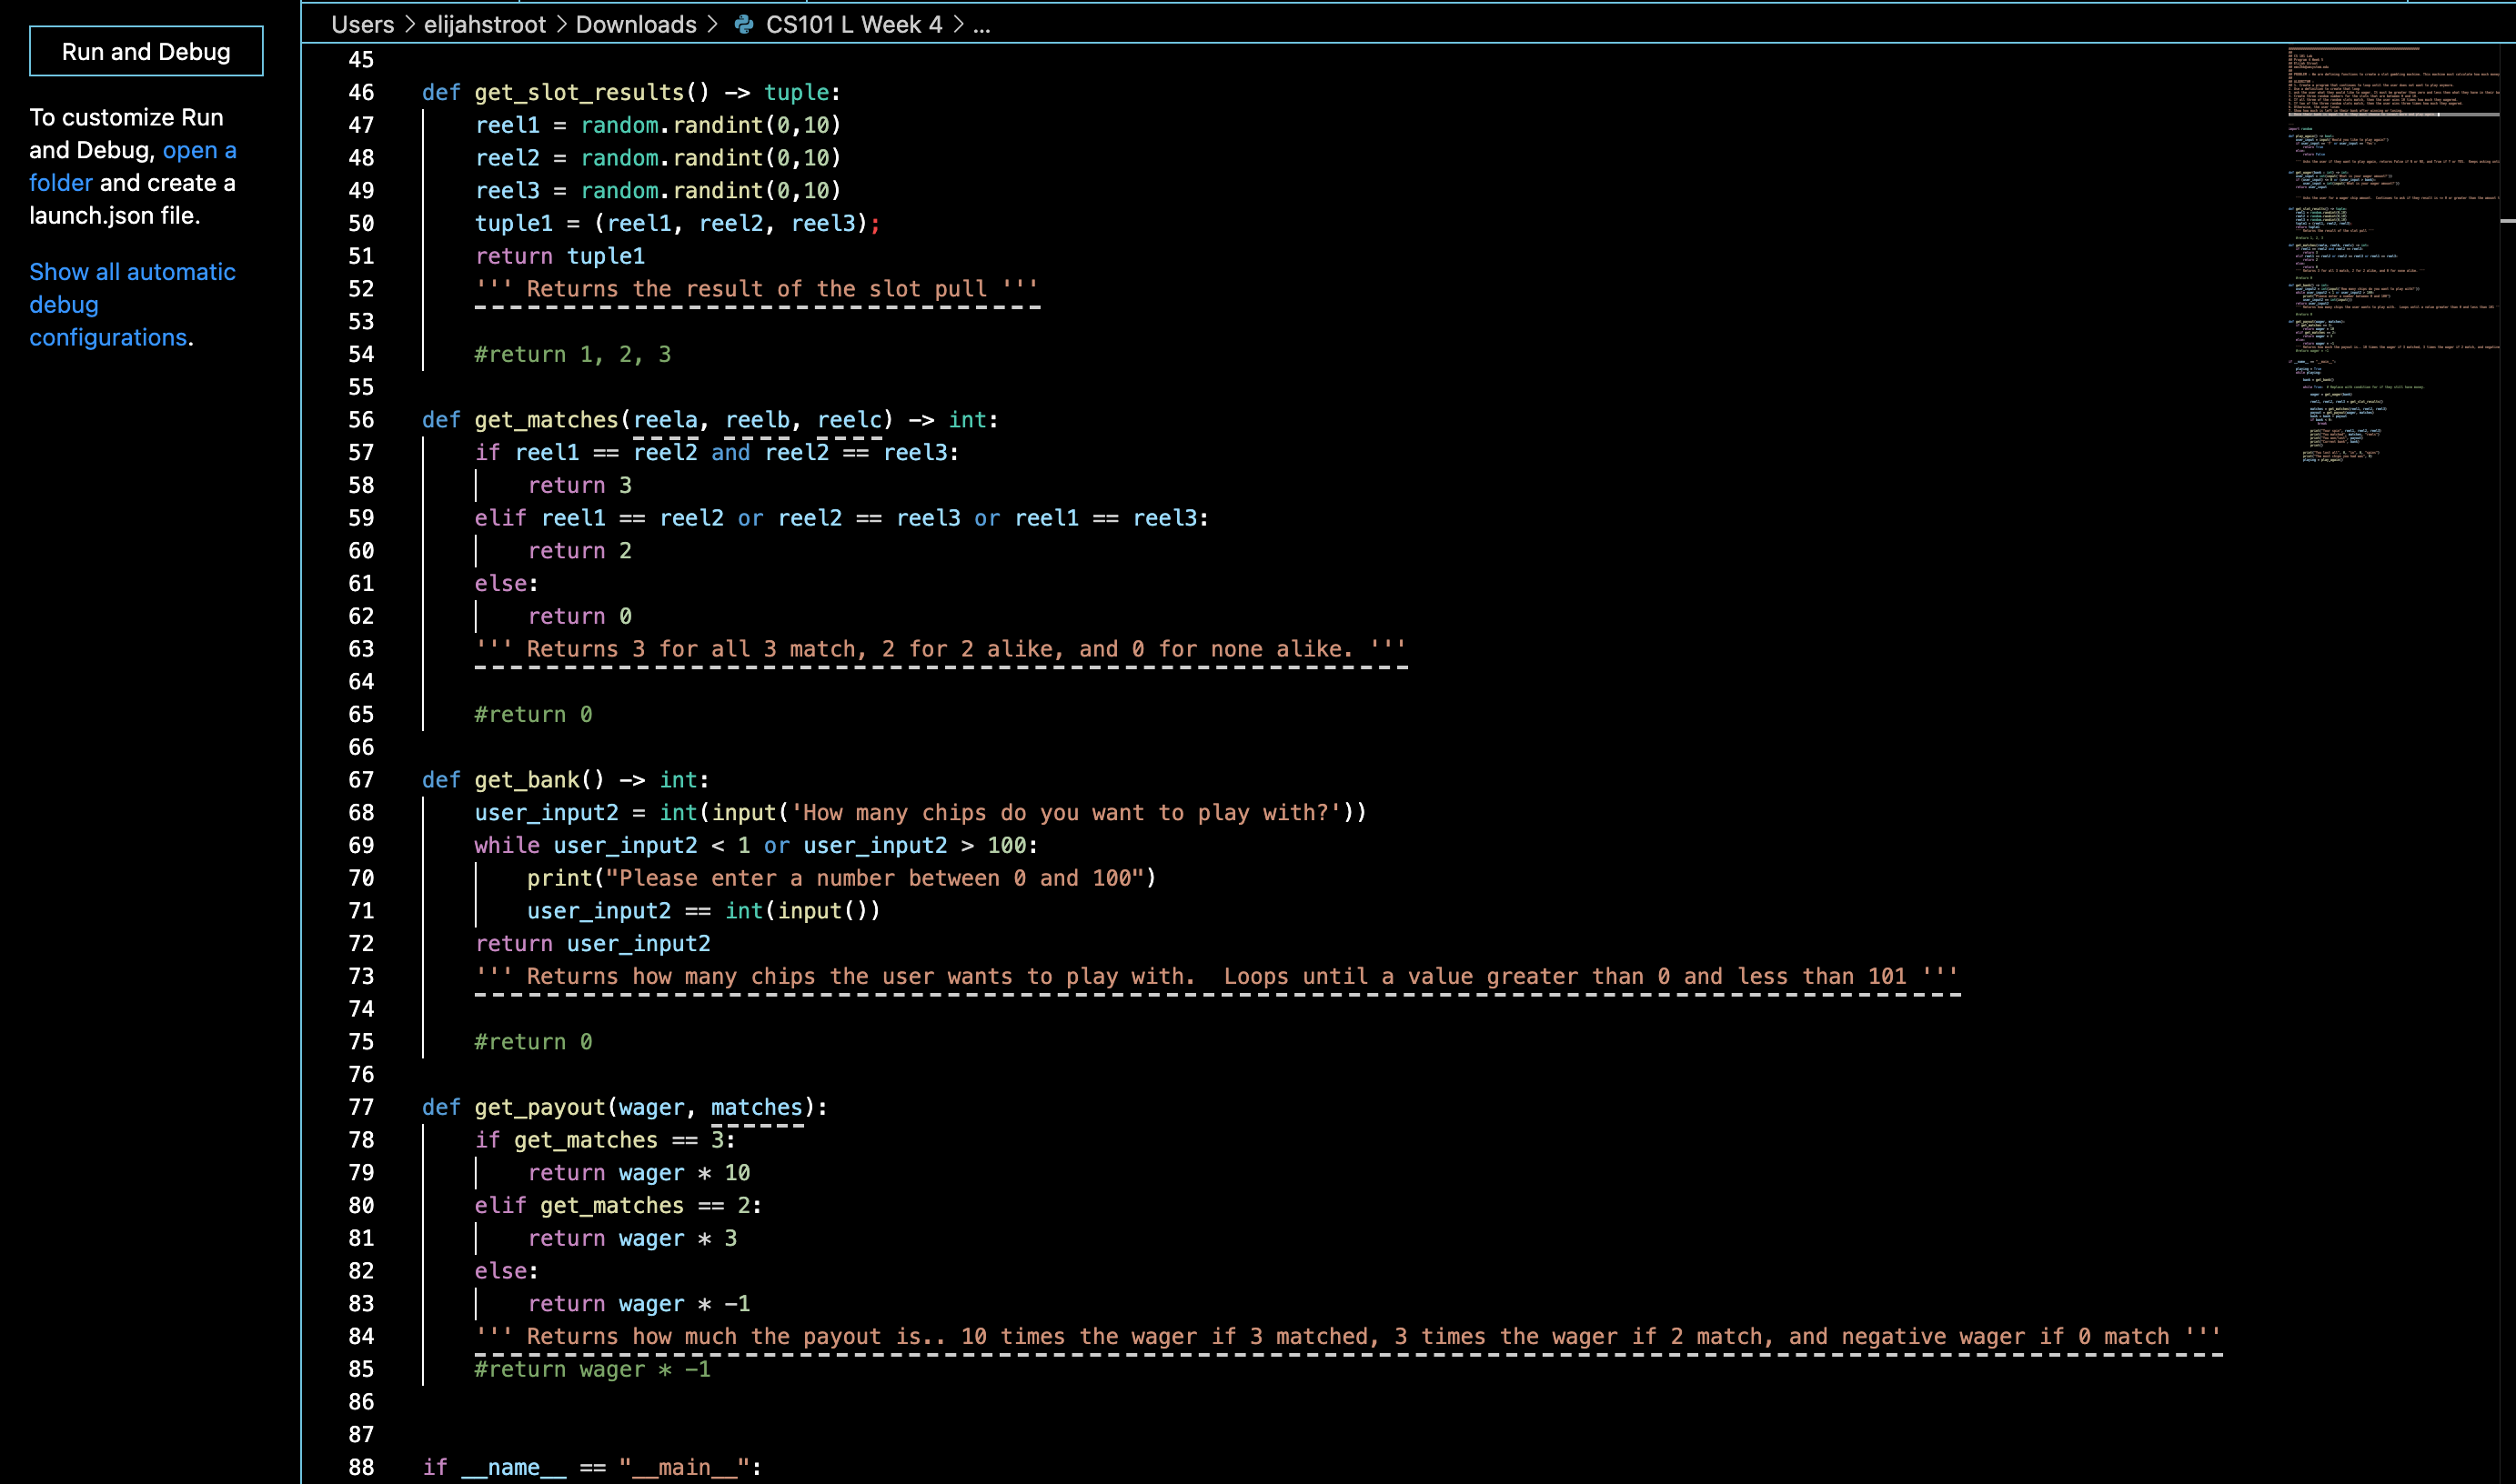 Run and Debug
To customize Run
and Debug, open a
folder and create a
launch.json file.
Show all automatic
debug
configurations.
Users > elijahstroot > Downloads > CS101 L Week 4 > ...
45
46 def get_slot_results() -> tuple:
47     reel1 = random.randint(0,10)
48     reel2 = random.randint(0,10)
49     reel3 = random.randint(0,10)
50     tuple1 = (reel1, reel2, reel3);
51     return tuple1
52     ''' Returns the result of the slot pull '''
53
54     #return 1, 2, 3
55
56 def get_matches(reela, reelb, reelc) -> int:
57     if reel1 == reel2 and reel2 == reel3:
58         return 3
59     elif reel1 == reel2 or reel2 == reel3 or reel1 == reel3:
60         return 2
61     else:
62         return 0
63     ''' Returns 3 for all 3 match, 2 for 2 alike, and 0 for none alike. '''
64
65     #return 0
66
67 def get_bank() -> int:
68     user_input2 = int(input('How many chips do you want to play with?'))
69     while user_input2 < 1 or user_input2 > 100:
70         print("Please enter a number between 0 and 100")
71         user_input2 == int(input())
72     return user_input2
73     ''' Returns how many chips the user wants to play with.  Loops until a value greater than 0 and less than 101 '''
74
75     #return 0
76
77 def get_payout(wager, matches):
78     if get_matches == 3:
79         return wager * 10
80     elif get_matches == 2:
81         return wager * 3
82     else:
83         return wager * -1
84     ''' Returns how much the payout is.. 10 times the wager if 3 matched, 3 times the wager if 2 match, and negative wager if 0 match '''
85     #return wager * -1
86
87
88 if __name__ == "__main__":